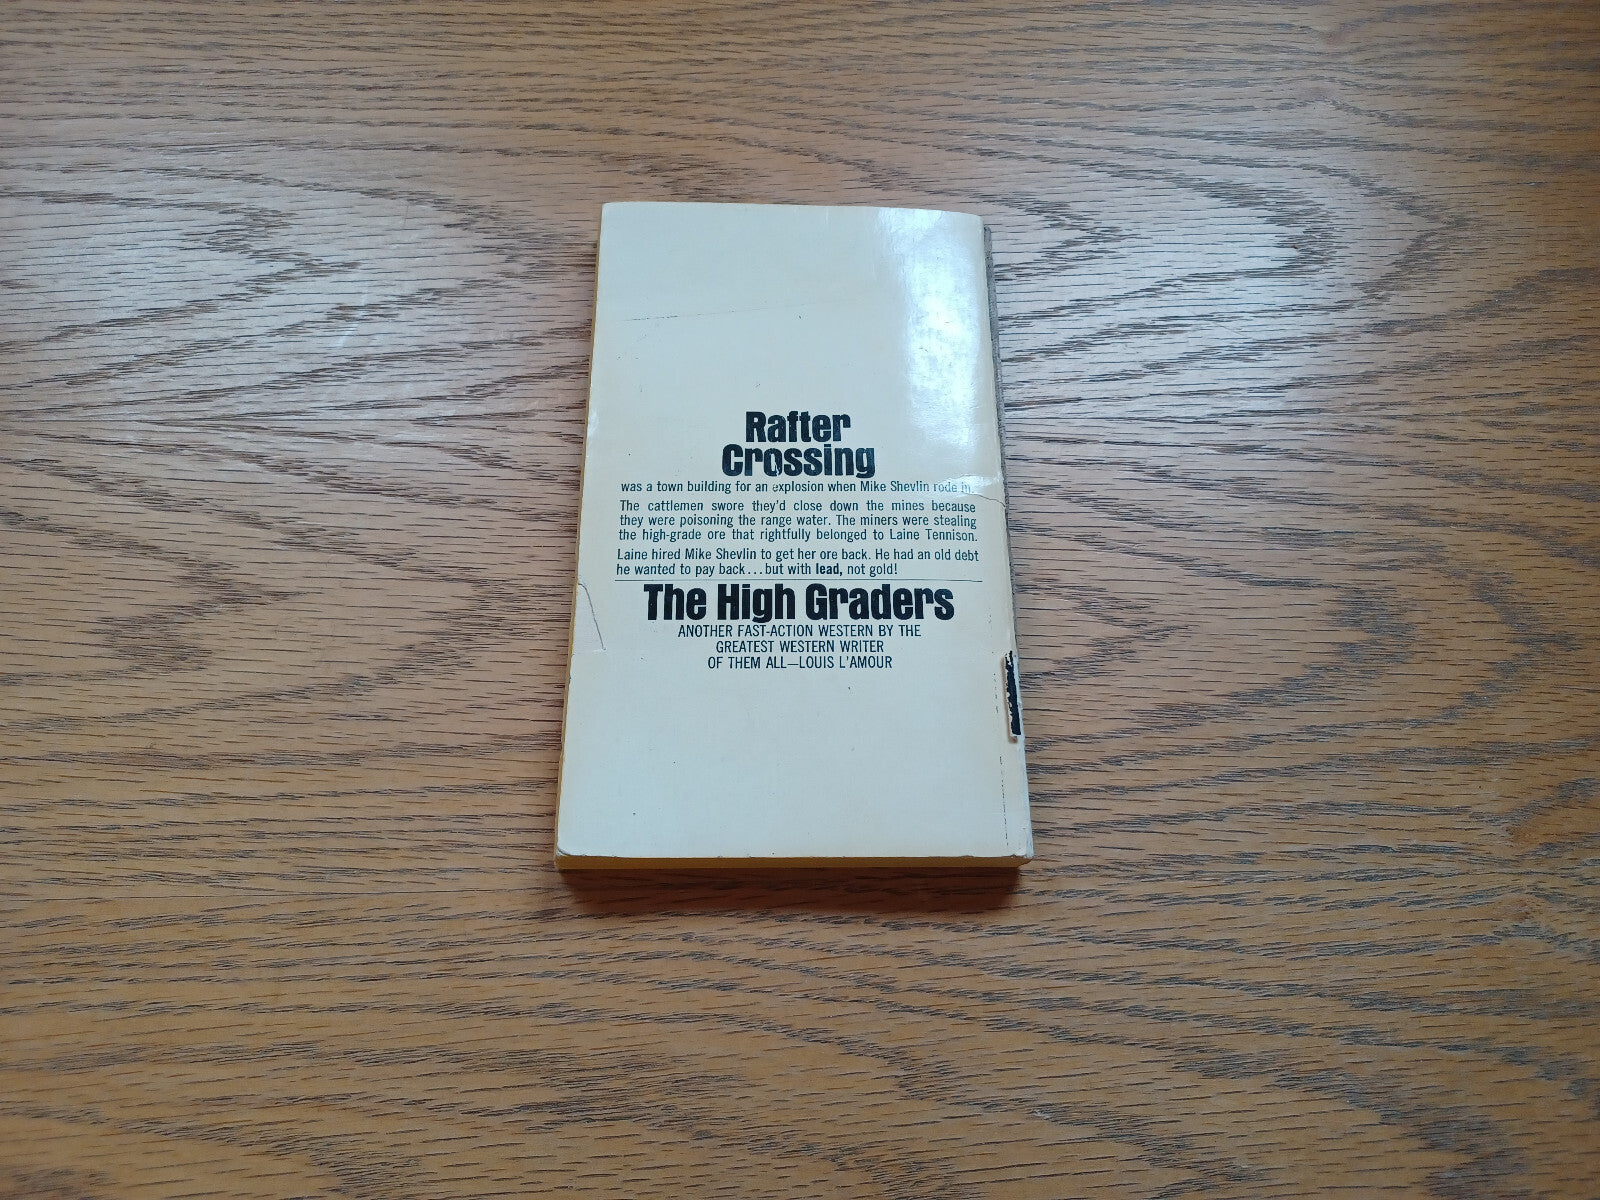 Rafter
Crossing
was a town building for an explosion when Mike Shevlin rode in.
The cattlemen swore they'd close down the mines because
they were poisoning the range water. The miners were stealing
the high-grade ore that rightfully belonged to Laine Tennison.
Laine hired Mike Shevlin to get her ore back. He had an old debt
he wanted to pay back...but with lead, not gold!
The High Graders
ANOTHER FAST-ACTION WESTERN BY THE
GREATEST WESTERN WRITER
OF THEM ALL—LOUIS L'AMOUR